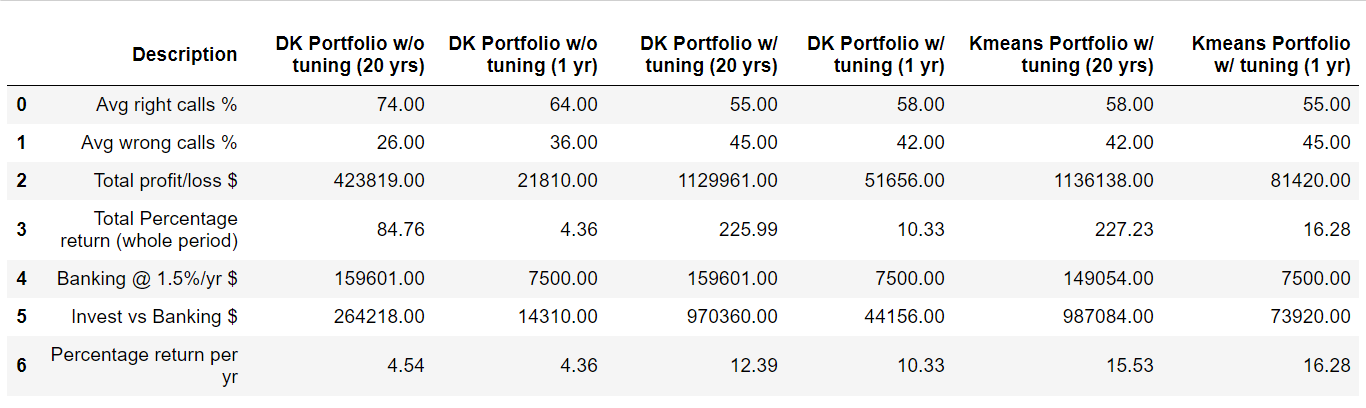 Description DK Portfolio w/o tuning (20 yrs) DK Portfolio w/o tuning (1 yr) DK Portfolio w/ tuning (20 yrs) DK Portfolio w/ tuning (1 yr) Kmeans Portfolio w/ tuning (20 yrs) Kmeans Portfolio w/ tuning (1 yr)
0 Avg right calls % 74.00 64.00 55.00 58.00 58.00 55.00
1 Avg wrong calls % 26.00 36.00 45.00 42.00 42.00 45.00
2 Total profit/loss $ 423819.00 21810.00 1129961.00 51656.00 1136138.00 81420.00
3 Total Percentage return (whole period) 84.76 4.36 225.99 10.33 227.23 16.28
4 Banking @ 1.5%/yr $ 159601.00 7500.00 159601.00 7500.00 149054.00 7500.00
5 Invest vs Banking $ 264218.00 14310.00 970360.00 44156.00 987084.00 73920.00
6 Percentage return per yr 4.54 4.36 12.39 10.33 15.53 16.28